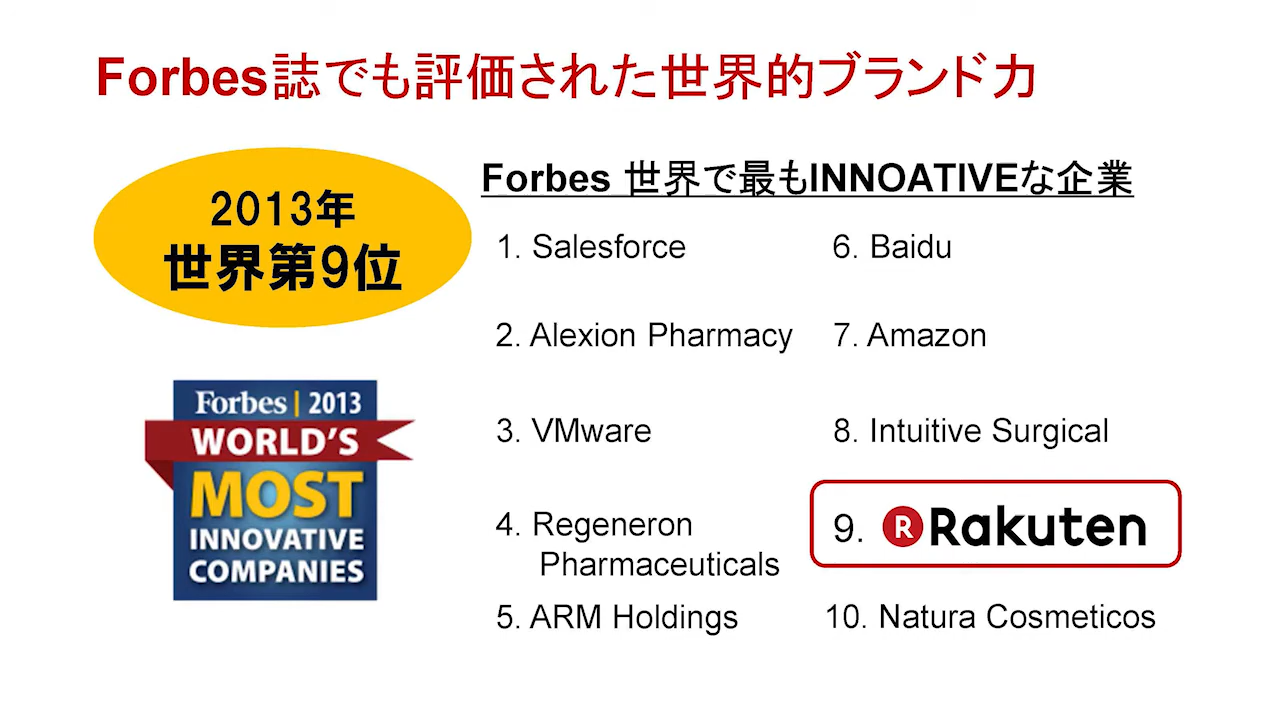 Forbes誌でも評価された世界的ブランド力
2013年
世界第9位
Forbes | 2013
WORLD'S
MOST
INNOVATIVE
COMPANIES
Forbes 世界で最もINNOATIVEな企業
1. Salesforce
2. Alexion Pharmacy
3. VMware
4. Regeneron
Pharmaceuticals
5. ARM Holdings
6. Baidu
7. Amazon
8. Intuitive Surgical
9. R Rakuten
10. Natura Cosmeticos